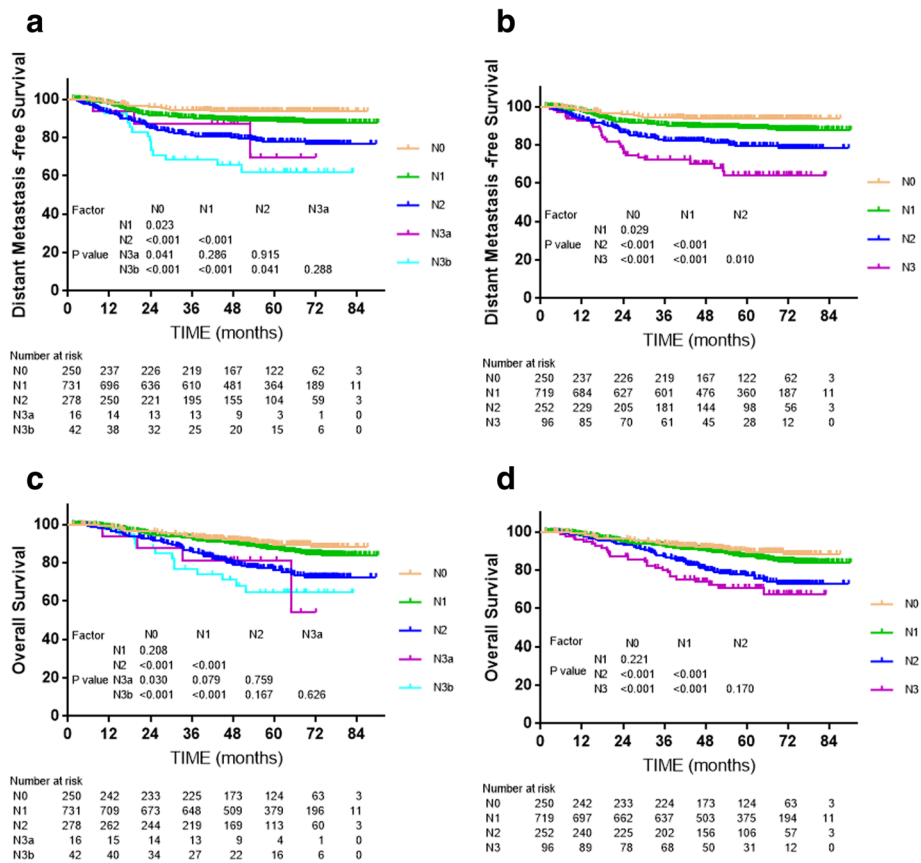 a
Distant Metastasis -free Survival
100
80
60
40
20
0
0 12 24 36 48 60 72 84
TIME (months)
N0
N1
N2
N3a
N3b
Factor N0 N1 N2 N3a
N1 0.023
N2 <0.001 <0.001
P value N3a 0.041 0.286 0.915
N3b <0.001 <0.001 0.041 0.288
Number at risk
N0 250 237 226 219 167 122 62 3
N1 731 696 636 610 481 364 189 11
N2 278 250 221 195 155 104 59 3
N3a 16 14 13 13 9 3 1 0
N3b 42 38 32 25 20 15 6 0
b
Distant Metastasis -free Survival
100
80
60
40
20
0
0 12 24 36 48 60 72 84
TIME (months)
N0
N1
N2
N3
Factor N0 N1 N2
N1 0.029
P value N2 <0.001 <0.001
N3 <0.001 <0.001 0.010
Number at risk
N0 250 237 226 219 167 122 62 3
N1 719 684 627 601 476 360 187 11
N2 252 229 205 181 144 98 56 3
N3 96 85 70 61 45 28 12 0
c
Overall Survival
100
80
60
40
20
0
0 12 24 36 48 60 72 84
TIME (months)
N0
N1
N2
N3a
N3b
Factor N0 N1 N2 N3a
N1 0.208
N2 <0.001 <0.001
P value N3a 0.030 0.079 0.759
N3b <0.001 <0.001 0.167 0.626
Number at risk
N0 250 242 233 225 173 124 63 3
N1 731 709 673 648 509 379 196 11
N2 278 262 244 219 169 113 60 3
N3a 16 15 14 13 9 4 1 0
N3b 42 40 34 27 22 16 6 0
d
Overall Survival
100
80
60
40
20
0
0 12 24 36 48 60 72 84
TIME (months)
N0
N1
N2
N3
Factor N0 N1 N2
N1 0.221
P value N2 <0.001 <0.001
N3 <0.001 <0.001 0.170
Number at risk
N0 250 242 233 224 173 124 63 3
N1 719 697 662 637 503 375 194 11
N2 252 240 225 202 156 106 57 3
N3 96 89 78 68 50 31 12 0